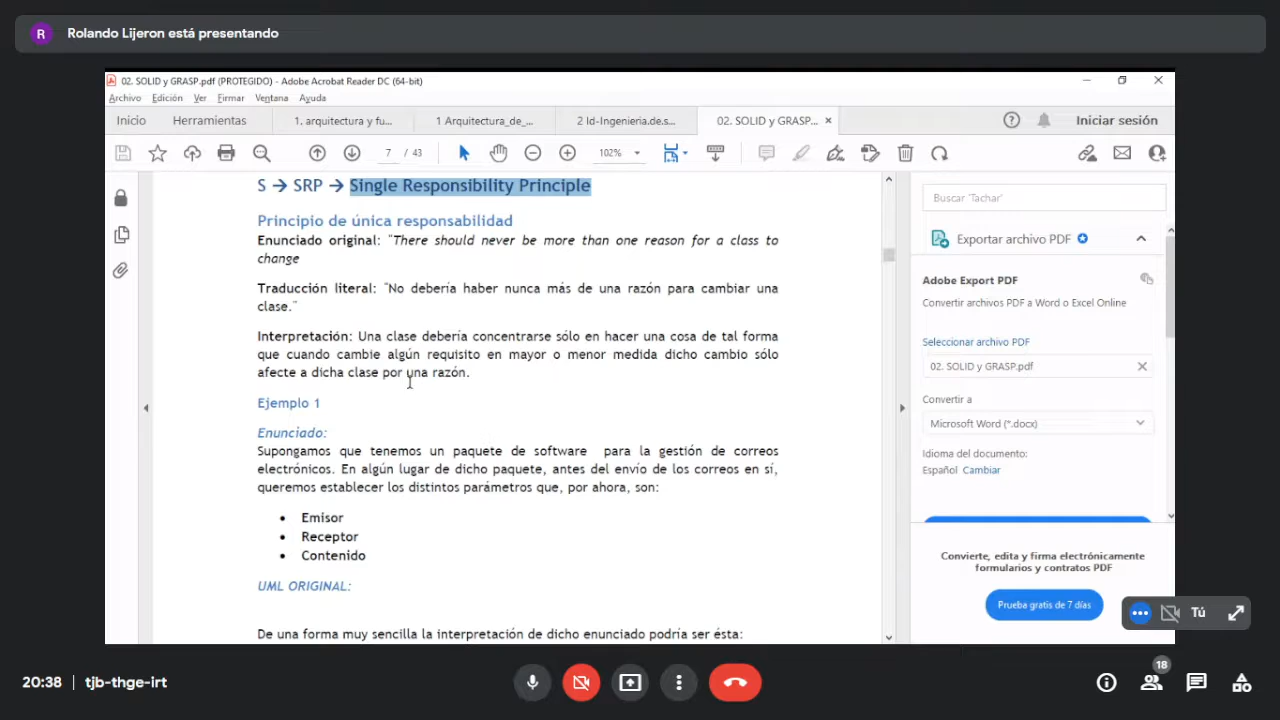 R Rolando Lijeron está presentando
02. SOLID y GRASP.pdf (PROTEGIDO) - Adobe Acrobat Reader DC (64-bit)
Archivo Edición Ver Firmar Ventana Ayuda
Inicio Herramientas 1. arquitectura y fu... 1 Arquitectura_de_... 2 Id-Ingenieria.de.s... 02. SOLID y GRASP... × Iniciar sesión
7 / 43 102%
S → SRP → Single Responsibility Principle
Principio de única responsabilidad
Enunciado original: "There should never be more than one reason for a class to
change
Traducción literal: "No debería haber nunca más de una razón para cambiar una
clase."
Interpretación: Una clase debería concentrarse sólo en hacer una cosa de tal forma
que cuando cambie algún requisito en mayor o menor medida dicho cambio sólo
afecte a dicha clase por una razón.
Ejemplo 1
Enunciado:
Supongamos que tenemos un paquete de software para la gestión de correos
electrónicos. En algún lugar de dicho paquete, antes del envío de los correos en sí,
queremos establecer los distintos parámetros que, por ahora, son:
• Emisor
• Receptor
• Contenido
UML ORIGINAL:
De una forma muy sencilla la interpretación de dicho enunciado podría ser ésta:
Buscar 'Tachar'
Exportar archivo PDF
Adobe Export PDF
Convertir archivos PDF a Word o Excel Online
Seleccionar archivo PDF
02. SOLID y GRASP.pdf
Convertir a
Microsoft Word (*.docx)
Idioma del documento:
Español Cambiar
Convierte, edita y firma electrónicamente
formularios y contratos PDF
Prueba gratis de 7 días
Tú
20:38 | tjb-thge-irt
18